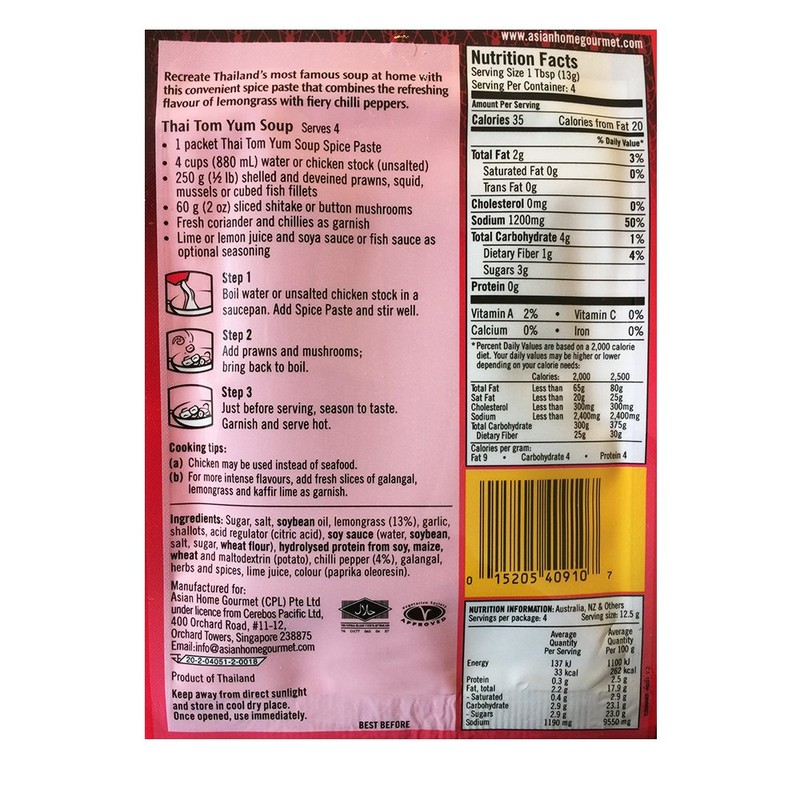 www.asianhomegourmet.com
Recreate Thailand's most famous soup at home with
this convenient spice paste that combines the refreshing
flavour of lemongrass with fiery chilli peppers.
Thai Tom Yum Soup Serves 4
• 1 packet Thai Tom Yum Soup Spice Paste
• 4 cups (880 mL) water or chicken stock (unsalted)
• 250 g (½ lb) shelled and deveined prawns, squid,
mussels or cubed fish fillets
• 60 g (2 oz) sliced shitake or button mushrooms
• Fresh coriander and chillies as garnish
• Lime or lemon juice and soya sauce or fish sauce as
optional seasoning
Step 1
Boil water or unsalted chicken stock in a
saucepan. Add Spice Paste and stir well.
Step 2
Add prawns and mushrooms;
bring back to boil.
Step 3
Just before serving, season to taste.
Garnish and serve hot.
Cooking tips:
(a) Chicken may be used instead of seafood.
(b) For more intense flavours, add fresh slices of galangal,
lemongrass and kaffir lime as garnish.
Ingredients: Sugar, salt, soybean oil, lemongrass (13%), garlic,
shallots, acid regulator (citric acid), soy sauce (water, soybean,
salt, sugar, wheat flour), hydrolysed protein from soy, maize,
wheat and maltodextrin (potato), chilli pepper (4%), galangal,
herbs and spices, lime juice, colour (paprika oleoresin).
Manufactured for:
Asian Home Gourmet (CPL) Pte Ltd
under licence from Cerebos Pacific Ltd,
400 Orchard Road, #11-12,
Orchard Towers, Singapore 238875
Email:info@asianhomegourmet.com
20-2-04051-2-0018
Product of Thailand
Keep away from direct sunlight
and store in cool dry place.
Once opened, use immediately.
BEST BEFORE
حلال
Vegetarian Society
V
APPROVED
Nutrition Facts
Serving Size 1 Tbsp (13g)
Serving Per Container: 4
Amount Per Serving
Calories 35 Calories from Fat 20
% Daily Value*
Total Fat 2g 3%
Saturated Fat 0g 0%
Trans Fat 0g
Cholesterol 0mg 0%
Sodium 1200mg 50%
Total Carbohydrate 4g 1%
Dietary Fiber 1g 4%
Sugars 3g
Protein 0g
Vitamin A 2% • Vitamin C 0%
Calcium 0% • Iron 0%
*Percent Daily Values are based on a 2,000 calorie
diet. Your daily values may be higher or lower
depending on your calorie needs:
Calories: 2,000 2,500
Total Fat Less than 65g 80g
Sat Fat Less than 20g 25g
Cholesterol Less than 300mg 300mg
Sodium Less than 2,400mg 2,400mg
Total Carbohydrate 300g 375g
Dietary Fiber 25g 30g
Calories per gram:
Fat 9 • Carbohydrate 4 • Protein 4
0 15205 40910 7
NUTRITION INFORMATION: Australia, NZ & Others
Servings per package: 4 Serving size: 12.5 g
Average Average
Quantity Quantity
Per Serving Per 100 g
Energy 137 kJ 1100 kJ
33 kcal 262 kcal
Protein 0.3 g 2.5 g
Fat, total 2.2 g 17.9 g
- Saturated 0.4 g 2.9 g
Carbohydrate 2.9 g 23.1 g
- Sugars 2.9 g 23.0 g
Sodium 1190 mg 9550 mg